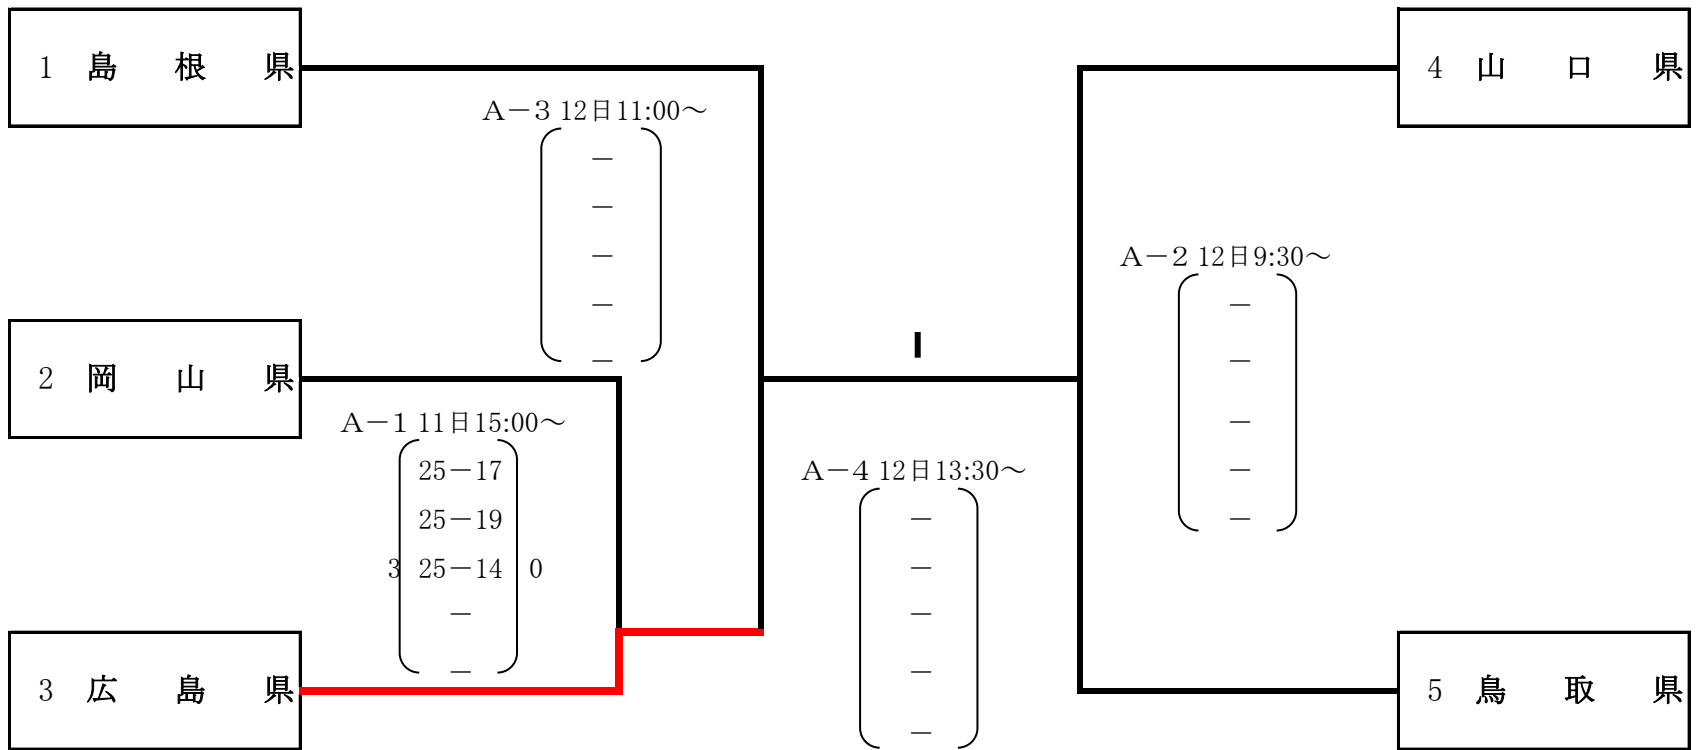 1 島 根 県
4 山 口 県
A－3 12日11:00～
－
－
－
－
－
A－2 12日9:30～
－
－
－
－
－
2 岡 山 県
A－1 11日15:00～
25－17
25－19
3 25－14 0
－
－
A－4 12日13:30～
－
－
－
－
－
3 広 島 県
5 鳥 取 県